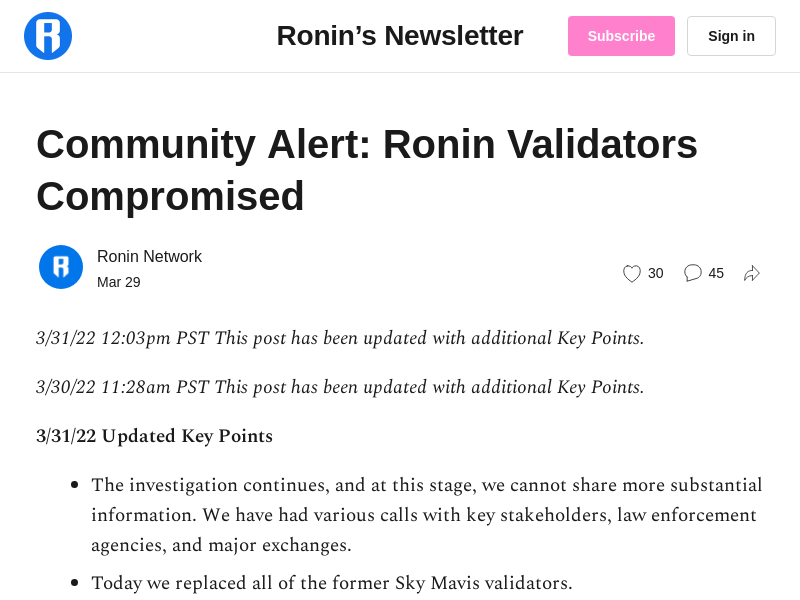 Ronin’s Newsletter
Subscribe
Sign in
Community Alert: Ronin Validators
Compromised
Ronin Network
Mar 29
30
45
3/31/22 12:03pm PST This post has been updated with additional Key Points.
3/30/22 11:28am PST This post has been updated with additional Key Points.
3/31/22 Updated Key Points
The investigation continues, and at this stage, we cannot share more substantial
information. We have had various calls with key stakeholders, law enforcement
agencies, and major exchanges.
Today we replaced all of the former Sky Mavis validators.